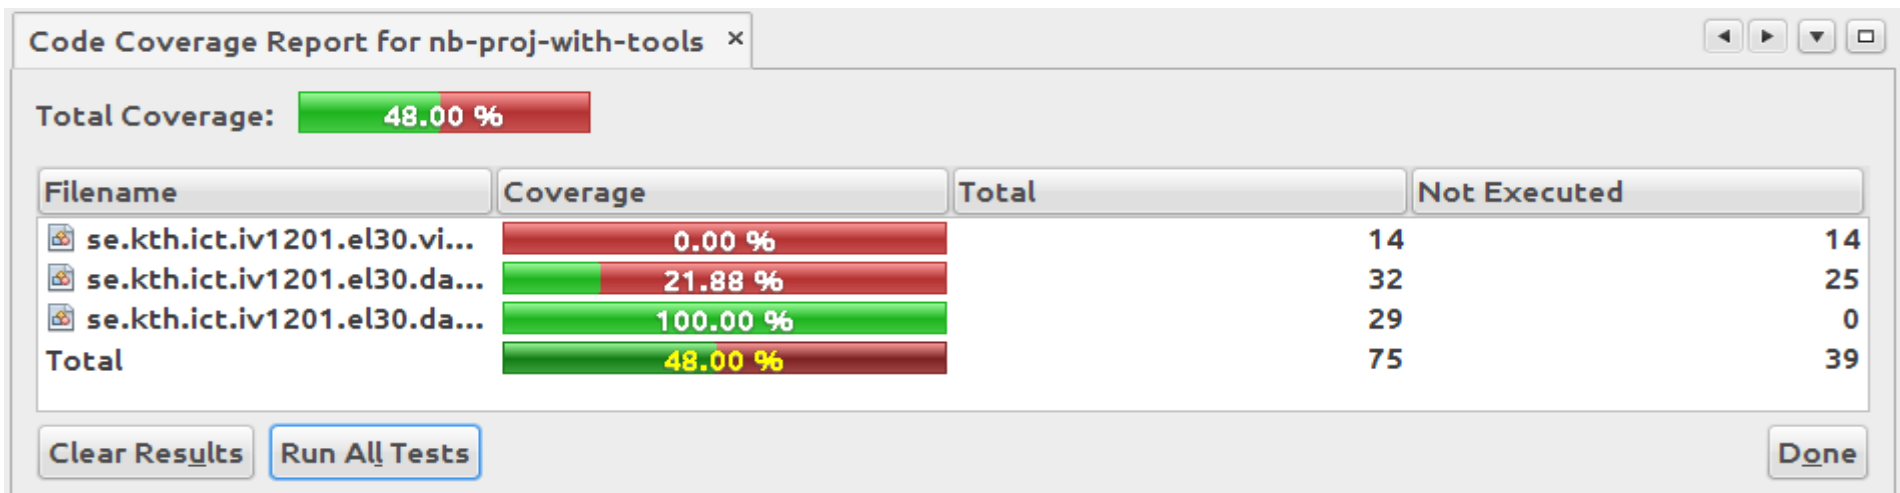 Code Coverage Report for nb-proj-with-tools ×
Total Coverage: 48.00 %
Filename Coverage Total Not Executed
se.kth.ict.iv1201.el30.vi... 0.00 % 14 14
se.kth.ict.iv1201.el30.da... 21.88 % 32 25
se.kth.ict.iv1201.el30.da... 100.00 % 29 0
Total 48.00 % 75 39
Clear Results Run All Tests Done